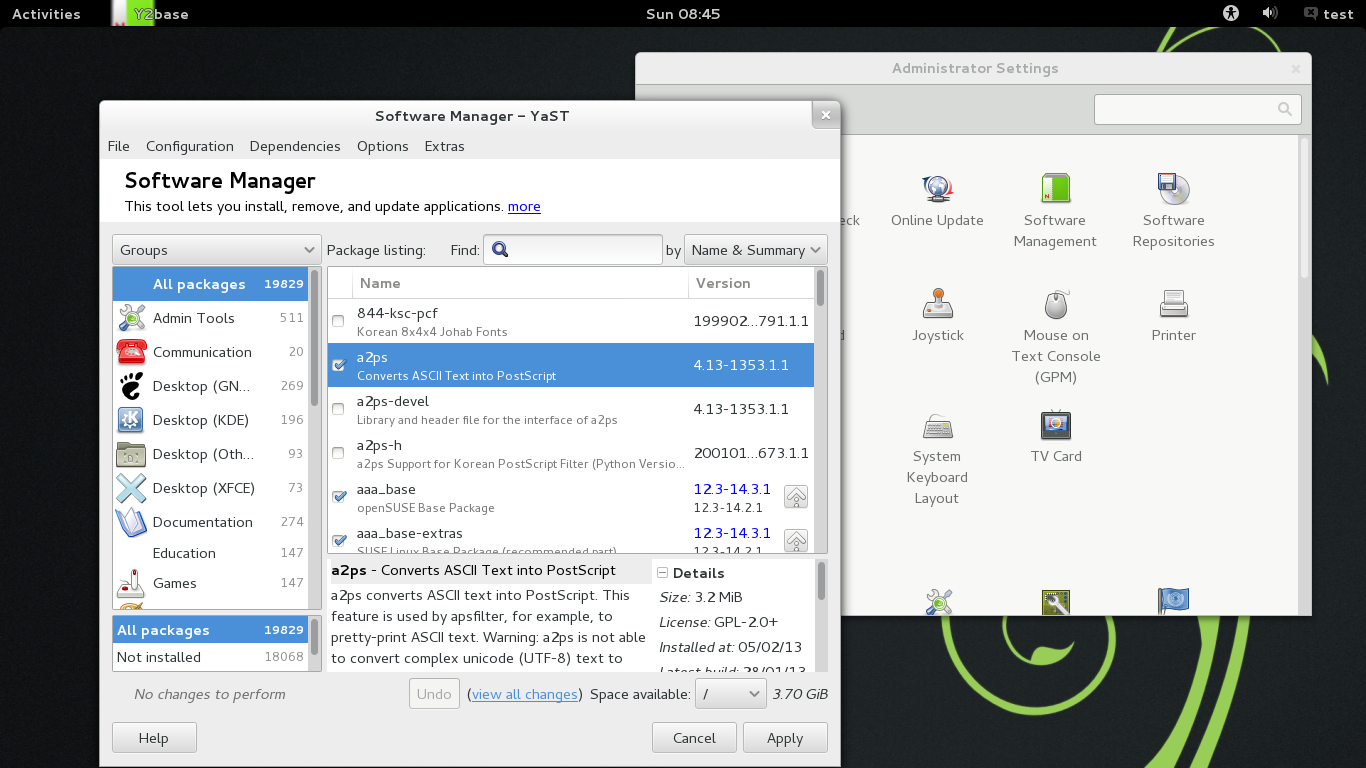 Activities
Y2base
Sun 08:45
test
Administrator Settings
Software Manager – YaST
File
Configuration
Dependencies
Options
Extras
Software Manager
This tool lets you install, remove, and update applications. more
Groups
Package listing:
Find:
by
Name & Summary
All packages 19829
Admin Tools 511
Communication 20
Desktop (GN... 269
Desktop (KDE) 196
Desktop (Oth... 93
Desktop (XFCE) 73
Documentation 274
Education 147
Games 147
All packages 19829
Not installed 18068
Name
Version
844-ksc-pcf
Korean 8x4x4 Johab Fonts
199902...791.1.1
a2ps
Converts ASCII Text into PostScript
4.13-1353.1.1
a2ps-devel
Library and header file for the interface of a2ps
4.13-1353.1.1
a2ps-h
a2ps Support for Korean PostScript Filter (Python Versio...
200101...673.1.1
aaa_base
openSUSE Base Package
12.3-14.3.1
12.3-14.2.1
aaa_base-extras
SUSE Linux Base Package (recommended part)
12.3-14.3.1
12.3-14.2.1
a2ps - Converts ASCII Text into PostScript
a2ps converts ASCII text into PostScript. This
feature is used by apsfilter, for example, to
pretty-print ASCII text. Warning: a2ps is not able
to convert complex unicode (UTF-8) text to
Details
Size: 3.2 MiB
License: GPL-2.0+
Installed at: 05/02/13
Latest build: 28/01/13
No changes to perform
Undo
(view all changes)
Space available:
/
3.70 GiB
Help
Cancel
Apply
eck
Online Update
Software
Management
Software
Repositories
d
Joystick
Mouse on
Text Console
(GPM)
Printer
System
Keyboard
Layout
TV Card